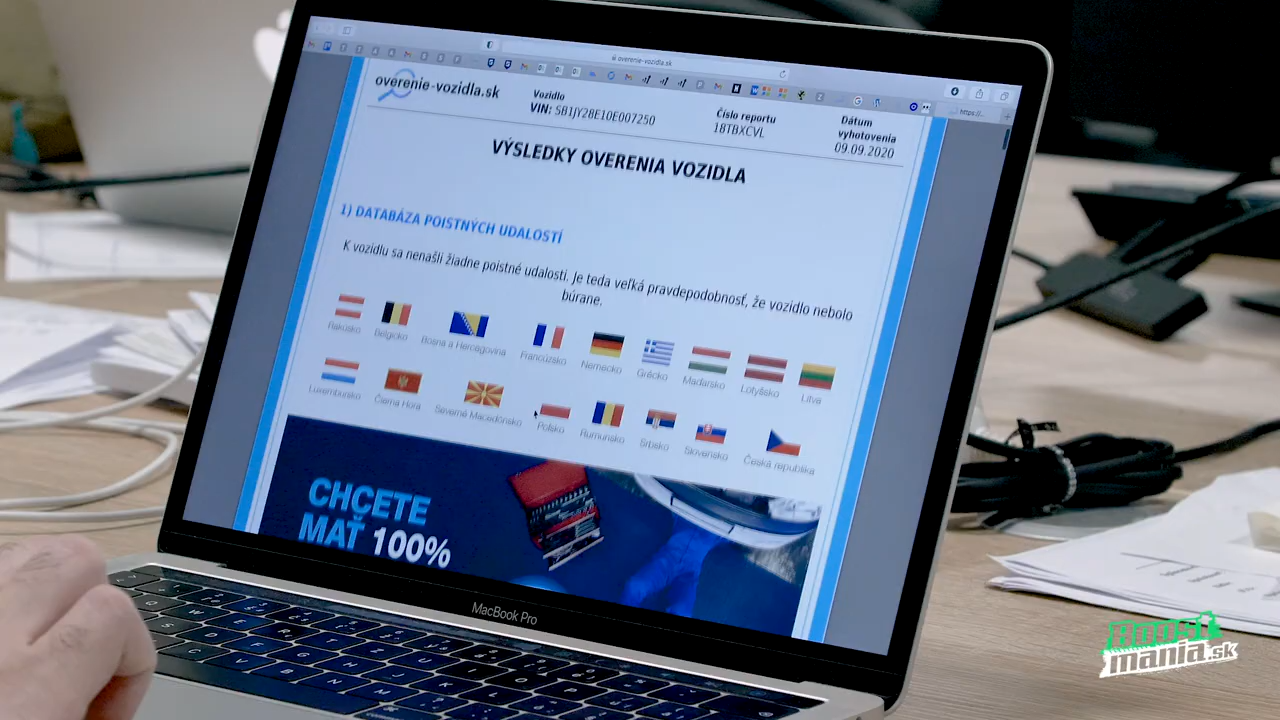 overenie-vozidla.sk
overenie-vozidla.sk
Vozidlo
VIN: SB1JY28E10E007250
Číslo reportu
18TBXCVL
Dátum
vyhotovenia
09.09.2020
VÝSLEDKY OVERENIA VOZIDLA
1) DATABÁZA POISTNÝCH UDALOSTÍ
K vozidlu sa nenašli žiadne poistné udalosti. Je teda veľká pravdepodobnosť, že vozidlo nebolo
búrane.
Rakúsko Belgicko Bosna a Hercegovina Francúzsko Nemecko Grécko Maďarsko Lotyšsko Litva
Luxembursko Čierna Hora Severné Macedónsko Poľsko Rumunsko Srbsko Slovensko Česká republika
CHCETE
MAŤ 100%
MacBook Pro
Boost
mania.sk